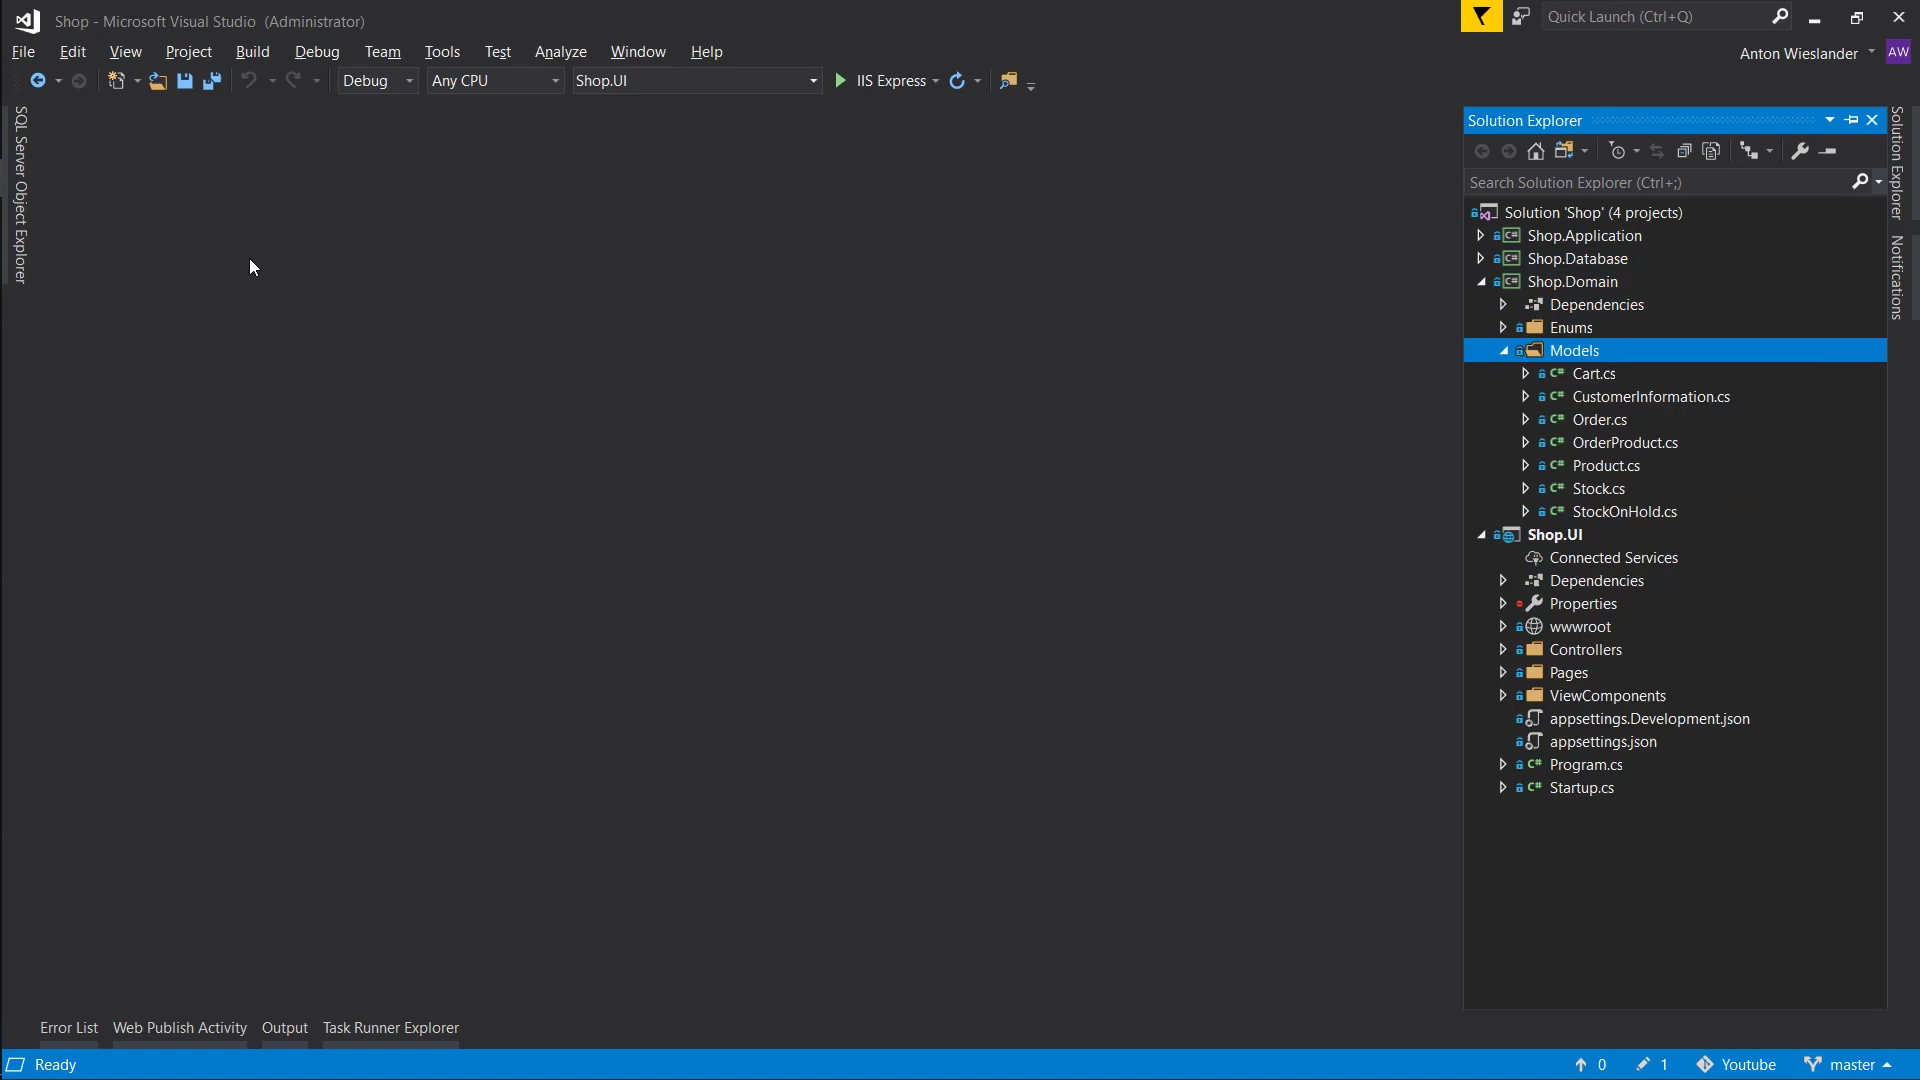 Shop - Microsoft Visual Studio (Administrator)
Quick Launch (Ctrl+Q)
File Edit View Project Build Debug Team Tools Test Analyze Window Help
Anton Wieslander AW
Debug Any CPU Shop.UI IIS Express
SQL Server Object Explorer
Solution Explorer
Search Solution Explorer (Ctrl+;)
Solution 'Shop' (4 projects)
C# Shop.Application
C# Shop.Database
C# Shop.Domain
Dependencies
Enums
Models
C# Cart.cs
C# CustomerInformation.cs
C# Order.cs
C# OrderProduct.cs
C# Product.cs
C# Stock.cs
C# StockOnHold.cs
Shop.UI
Connected Services
Dependencies
Properties
wwwroot
Controllers
Pages
ViewComponents
appsettings.Development.json
appsettings.json
C# Program.cs
C# Startup.cs
Solution Explorer
Notifications
Error List Web Publish Activity Output Task Runner Explorer
Ready
0 1 Youtube master